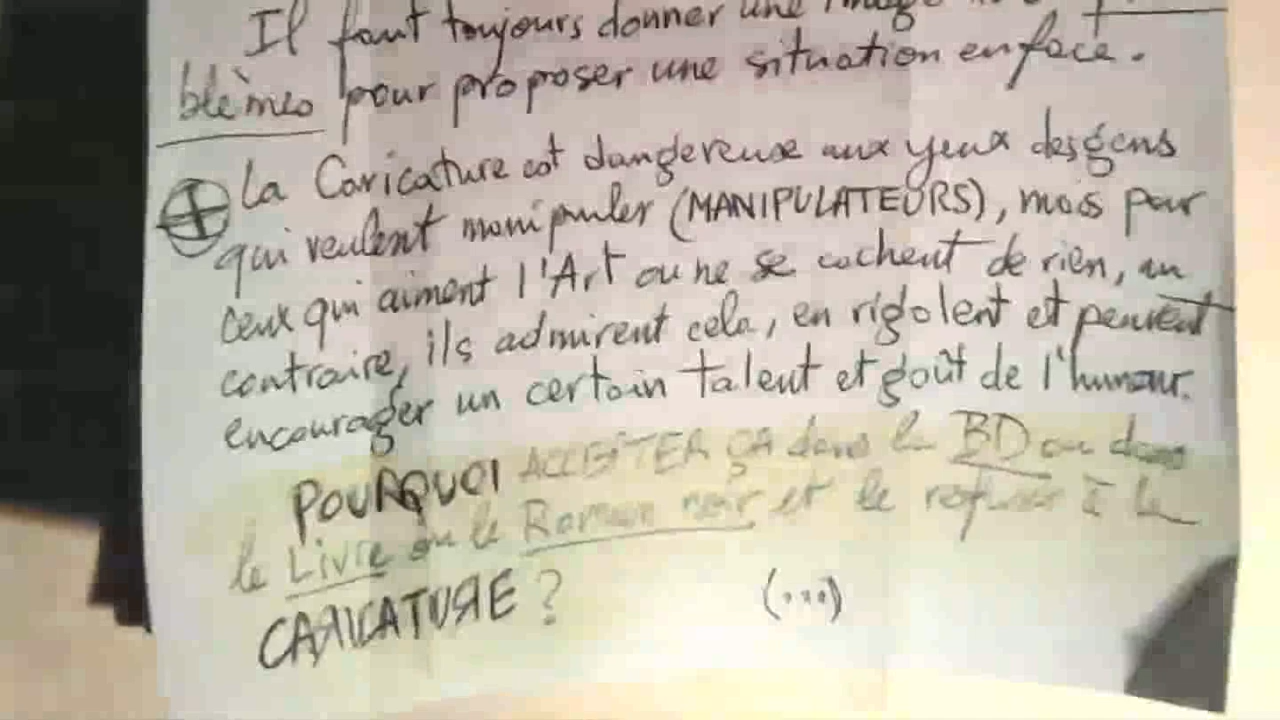 Il faut toujours donner une image
blèmes pour proposer une situation en face.
La Caricature est dangereuse aux yeux des gens
qui veulent manipuler (MANIPULATEURS), mais pour
ceux qui aiment l'Art ou ne se cachent de rien, au
contraire, ils admirent cela, en rigolent et peuvent
encourager un certain talent et goût de l'humour.
POURQUOI ACCEPTER ÇA dans la BD ou dans
le Livre ou le Roman noir et le refuser à la
CARICATURE ? (...)